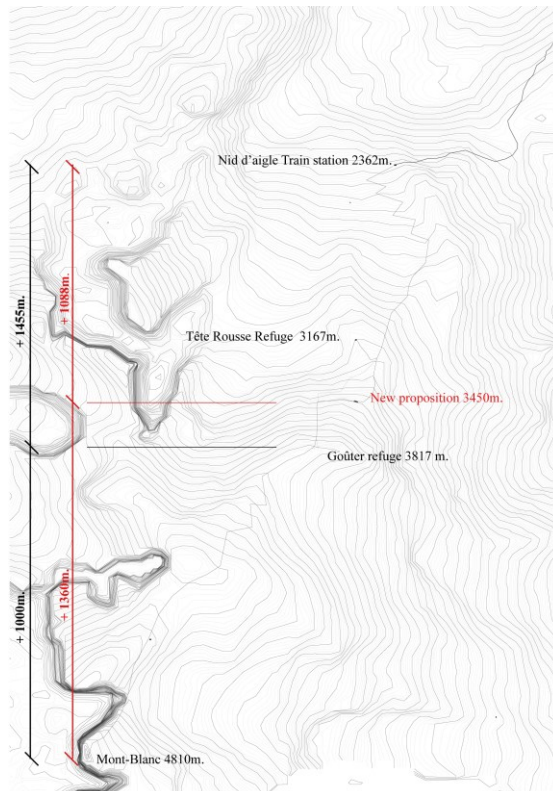 Nid d'aigle Train station 2362m.
+ 1455m.
+ 1088m.
Tête Rousse Refuge  3167m.
New proposition 3450m.
Goûter refuge 3817 m.
+ 1000m.
+ 1360m.
Mont-Blanc 4810m.